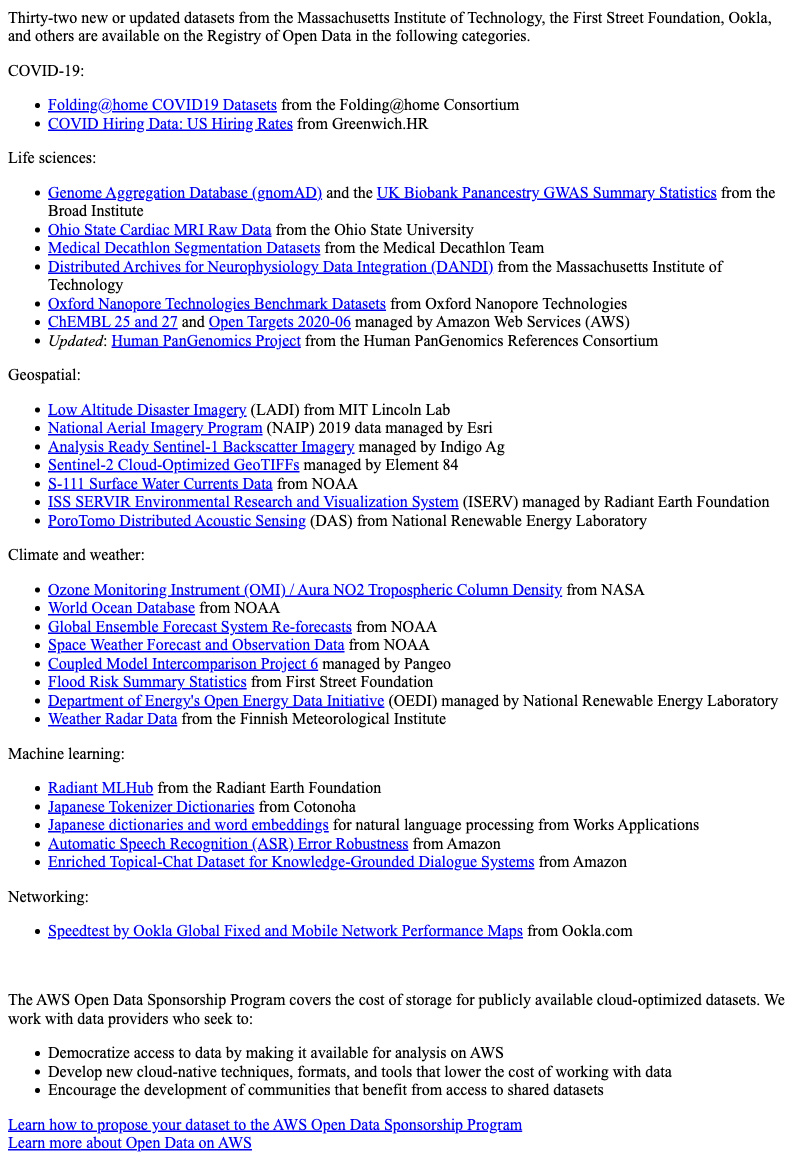 Thirty-two new or updated datasets from the Massachusetts Institute of Technology, the First Street Foundation, Ookla,
and others are available on the Registry of Open Data in the following categories.
COVID-19:
• Folding@home COVID19 Datasets from the Folding@home Consortium
• COVID Hiring Data: US Hiring Rates from Greenwich.HR
Life sciences:
• Genome Aggregation Database (gnomAD) and the UK Biobank Panancestry GWAS Summary Statistics from the
Broad Institute
• Ohio State Cardiac MRI Raw Data from the Ohio State University
• Medical Decathlon Segmentation Datasets from the Medical Decathlon Team
• Distributed Archives for Neurophysiology Data Integration (DANDI) from the Massachusetts Institute of
Technology
• Oxford Nanopore Technologies Benchmark Datasets from Oxford Nanopore Technologies
• ChEMBL 25 and 27 and Open Targets 2020-06 managed by Amazon Web Services (AWS)
• Updated: Human PanGenomics Project from the Human PanGenomics References Consortium
Geospatial:
• Low Altitude Disaster Imagery (LADI) from MIT Lincoln Lab
• National Aerial Imagery Program (NAIP) 2019 data managed by Esri
• Analysis Ready Sentinel-1 Backscatter Imagery managed by Indigo Ag
• Sentinel-2 Cloud-Optimized GeoTIFFs managed by Element 84
• S-111 Surface Water Currents Data from NOAA
• ISS SERVIR Environmental Research and Visualization System (ISERV) managed by Radiant Earth Foundation
• PoroTomo Distributed Acoustic Sensing (DAS) from National Renewable Energy Laboratory
Climate and weather:
• Ozone Monitoring Instrument (OMI) / Aura NO2 Tropospheric Column Density from NASA
• World Ocean Database from NOAA
• Global Ensemble Forecast System Re-forecasts from NOAA
• Space Weather Forecast and Observation Data from NOAA
• Coupled Model Intercomparison Project 6 managed by Pangeo
• Flood Risk Summary Statistics from First Street Foundation
• Department of Energy's Open Energy Data Initiative (OEDI) managed by National Renewable Energy Laboratory
• Weather Radar Data from the Finnish Meteorological Institute
Machine learning:
• Radiant MLHub from the Radiant Earth Foundation
• Japanese Tokenizer Dictionaries from Cotonoha
• Japanese dictionaries and word embeddings for natural language processing from Works Applications
• Automatic Speech Recognition (ASR) Error Robustness from Amazon
• Enriched Topical-Chat Dataset for Knowledge-Grounded Dialogue Systems from Amazon
Networking:
• Speedtest by Ookla Global Fixed and Mobile Network Performance Maps from Ookla.com
The AWS Open Data Sponsorship Program covers the cost of storage for publicly available cloud-optimized datasets. We
work with data providers who seek to:
• Democratize access to data by making it available for analysis on AWS
• Develop new cloud-native techniques, formats, and tools that lower the cost of working with data
• Encourage the development of communities that benefit from access to shared datasets
Learn how to propose your dataset to the AWS Open Data Sponsorship Program
Learn more about Open Data on AWS